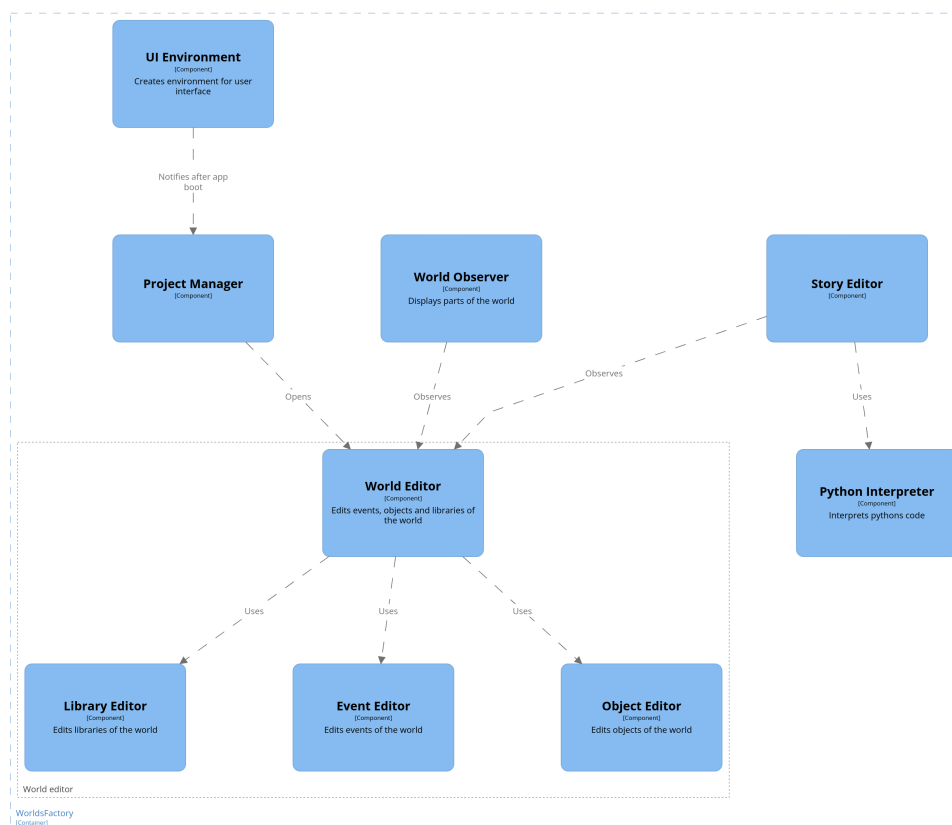 UI Environment
[Component]
Creates environment for user
interface
Notifies after app
boot
Project Manager
[Component]
World Observer
[Component]
Displays parts of the world
Story Editor
[Component]
Opens
Observes
Observes
Uses
World Editor
[Component]
Edits events, objects and libraries of
the world
Python Interpreter
[Component]
Interprets pythons code
Uses
Uses
Uses
Library Editor
[Component]
Edits libraries of the world
Event Editor
[Component]
Edits events of the world
Object Editor
[Component]
Edits objects of the world
World editor
WorldsFactory
[Container]